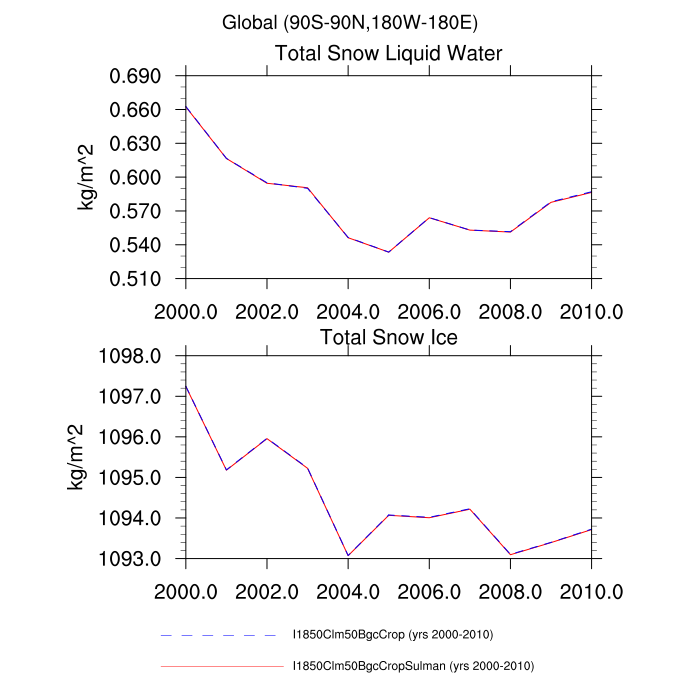 Global (90S-90N,180W-180E)
Total Snow Liquid Water
0.690
0.660
0.630
0.600
0.570
0.540
0.510
kg/m^2
2000.0 2002.0 2004.0 2006.0 2008.0 2010.0
Total Snow Ice
1098.0
1097.0
1096.0
1095.0
1094.0
1093.0
kg/m^2
2000.0 2002.0 2004.0 2006.0 2008.0 2010.0
I1850Clm50BgcCrop (yrs 2000-2010)
I1850Clm50BgcCropSulman (yrs 2000-2010)